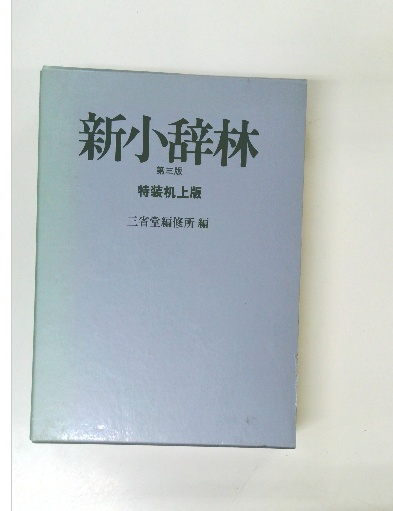 新小辞林
第三版
特装机上版
三省堂編修所 編